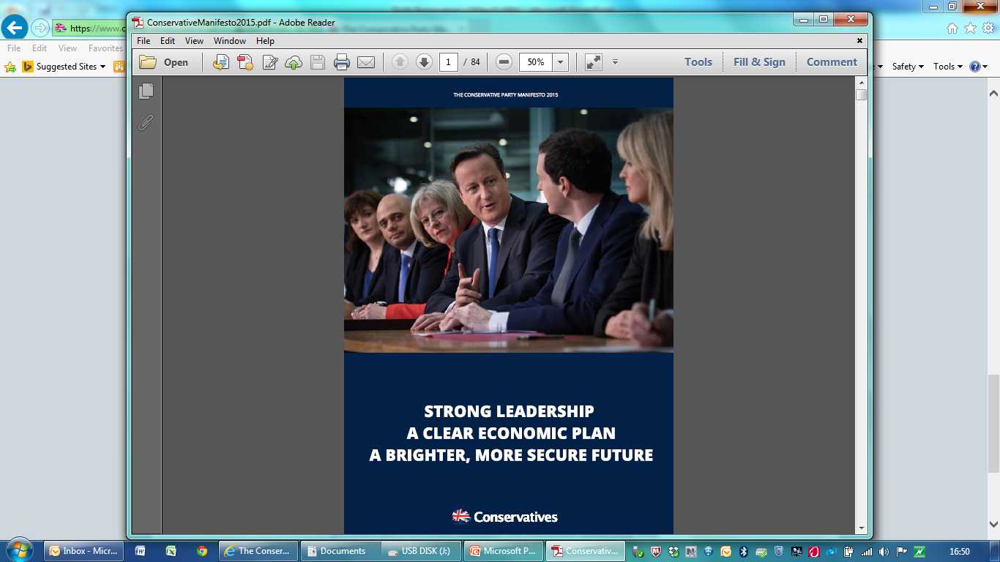 ConservativeManifesto2015.pdf - Adobe Reader
https://www.c
File Edit View Favorites
File Edit View Window Help
Suggested Sites
Open
1 / 84
50%
Tools Fill & Sign Comment
Safety Tools
THE CONSERVATIVE PARTY MANIFESTO 2015
STRONG LEADERSHIP
A CLEAR ECONOMIC PLAN
A BRIGHTER, MORE SECURE FUTURE
Conservatives
Inbox - Micr... The Conser... Documents USB DISK (J:) Microsoft P... Conservativ... 16:50